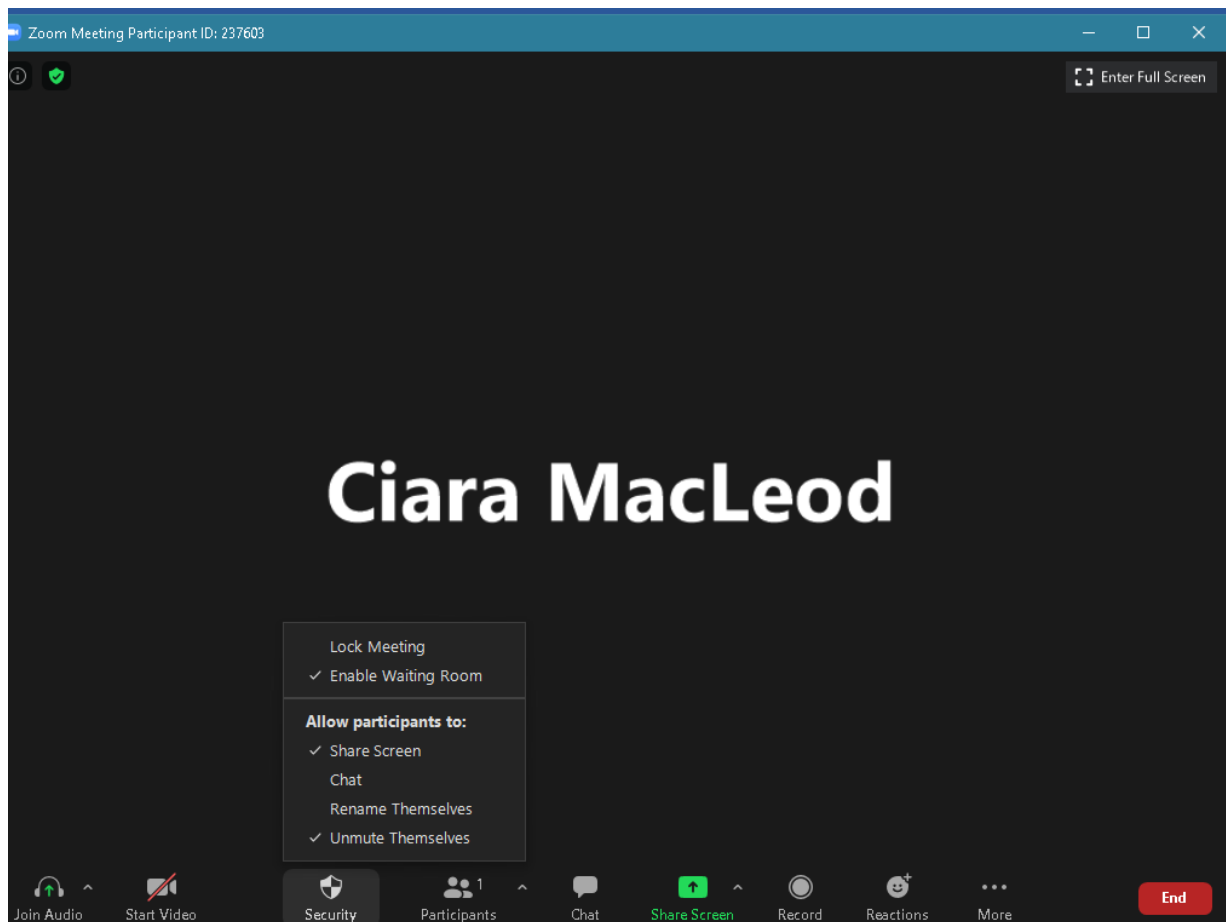 Zoom Meeting Participant ID: 237603
Enter Full Screen
Ciara MacLeod
Lock Meeting
✓ Enable Waiting Room
Allow participants to:
✓ Share Screen
Chat
Rename Themselves
✓ Unmute Themselves
1
Join Audio Start Video Security Participants Chat Share Screen Record Reactions More End